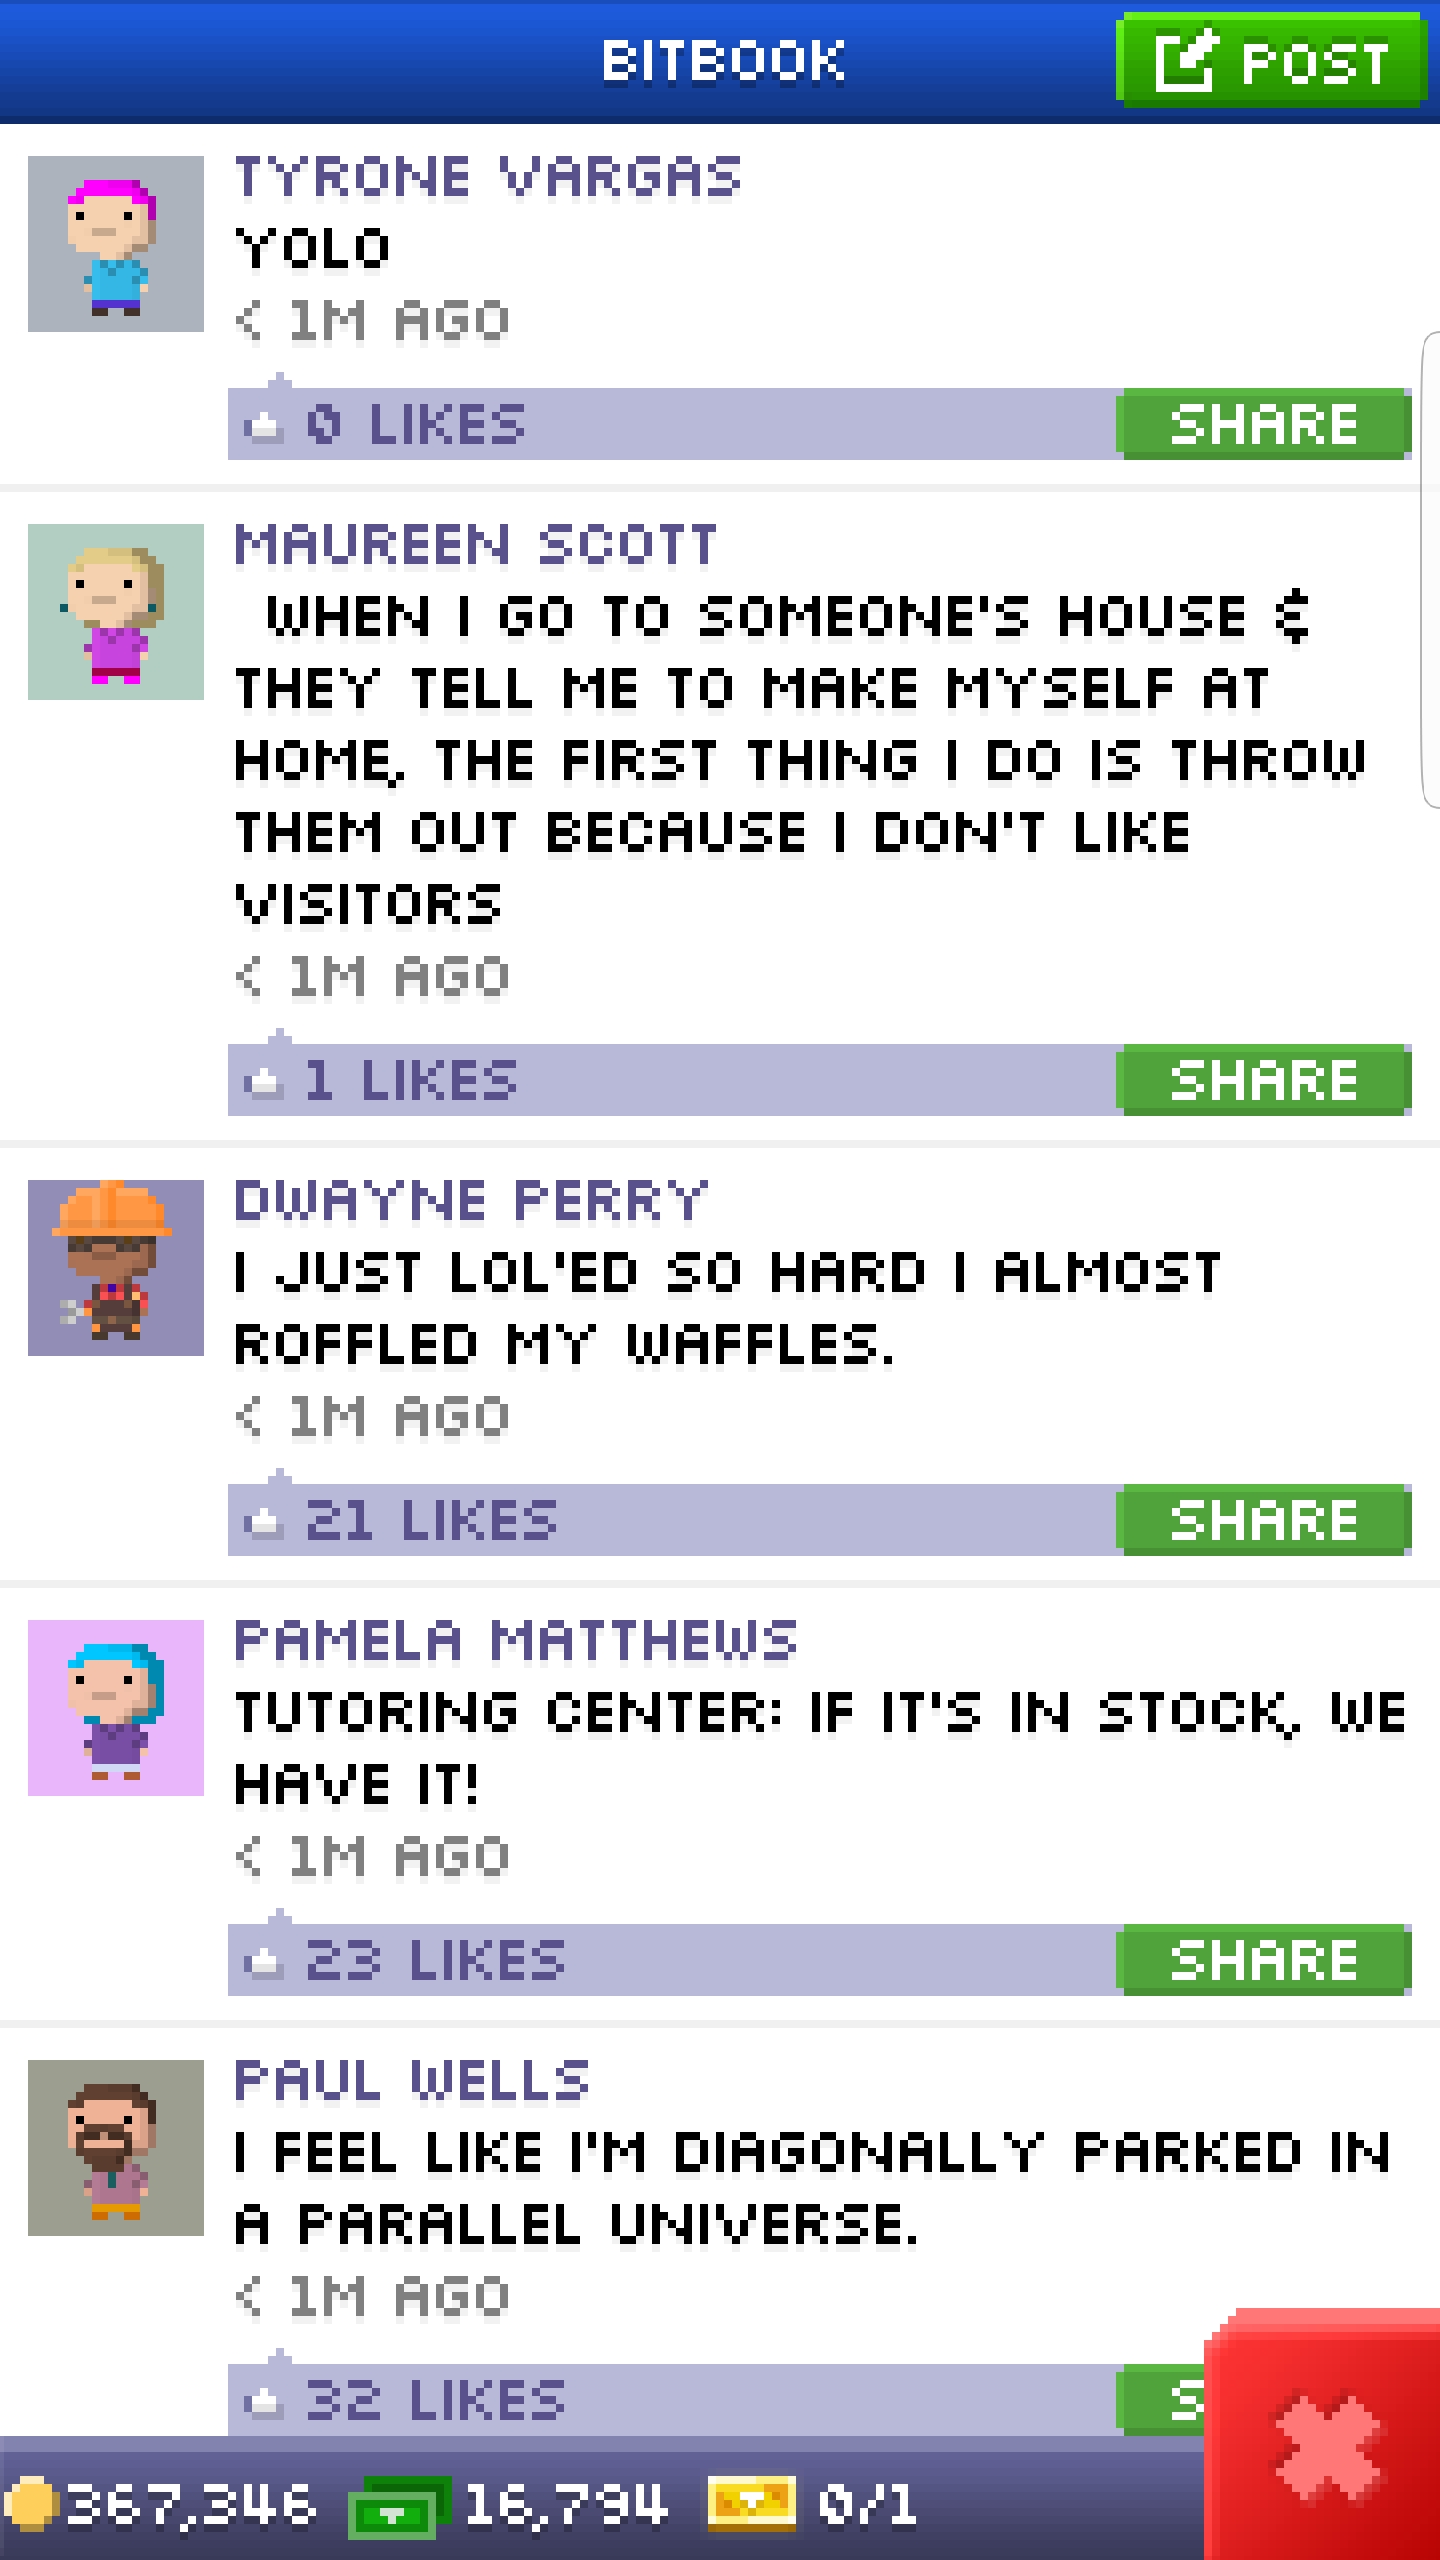 BITBOOK
POST
TYRONE VARGAS
YOLO
< 1M AGO
0 LIKES
SHARE
MAUREEN SCOTT
WHEN I GO TO SOMEONE'S HOUSE &
THEY TELL ME TO MAKE MYSELF AT
HOME, THE FIRST THING I DO IS THROW
THEM OUT BECAUSE I DON'T LIKE
VISITORS
< 1M AGO
1 LIKES
SHARE
DWAYNE PERRY
I JUST LOL'ED SO HARD I ALMOST
ROFFLED MY WAFFLES.
< 1M AGO
21 LIKES
SHARE
PAMELA MATTHEWS
TUTORING CENTER: IF IT'S IN STOCK, WE
HAVE IT!
< 1M AGO
23 LIKES
SHARE
PAUL WELLS
I FEEL LIKE I'M DIAGONALLY PARKED IN
A PARALLEL UNIVERSE.
< 1M AGO
32 LIKES
S
367,346 16,794 0/1